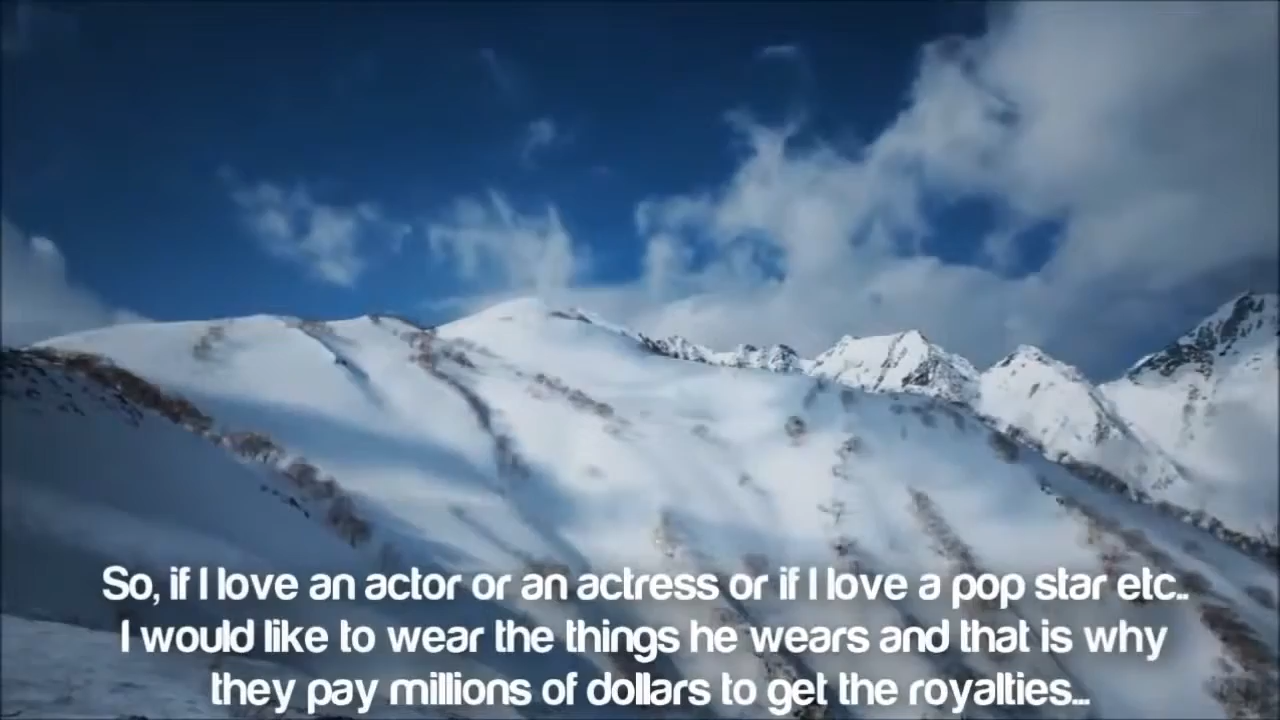 So, if I love an actor or an actress or if I love a pop star etc..
I would like to wear the things he wears and that is why
they pay millions of dollars to get the royalties...